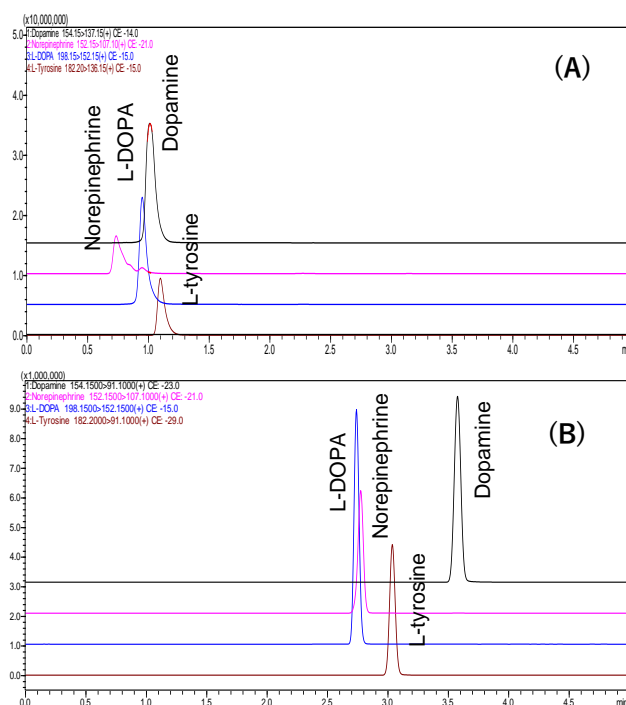 (x10,000,000)
1:Dopamine 154.15>137.15(+) CE: -14.0
2:Norepinephrine 152.15>107.10(+) CE: -21.0
3:L-DOPA 198.15>152.15(+) CE: -15.0
4:L-Tyrosine 182.20>136.15(+) CE: -15.0
(A)
Norepinephrine
L-DOPA
Dopamine
L-tyrosine
5.0
4.0
3.0
2.0
1.0
0.0
0.0 0.5 1.0 1.5 2.0 2.5 3.0 3.5 4.0 4.5
(x1,000,000)
1:Dopamine 154.1500>91.1000(+) CE: -23.0
2:Norepinephrine 152.1500>107.1000(+) CE: -21.0
3:L-DOPA 198.1500>152.1500(+) CE: -15.0
4:L-Tyrosine 182.2000>91.1000(+) CE: -29.0
(B)
L-DOPA
Norepinephrine
L-tyrosine
Dopamine
9.0
8.0
7.0
6.0
5.0
4.0
3.0
2.0
1.0
0.0
0.0 0.5 1.0 1.5 2.0 2.5 3.0 3.5 4.0 4.5